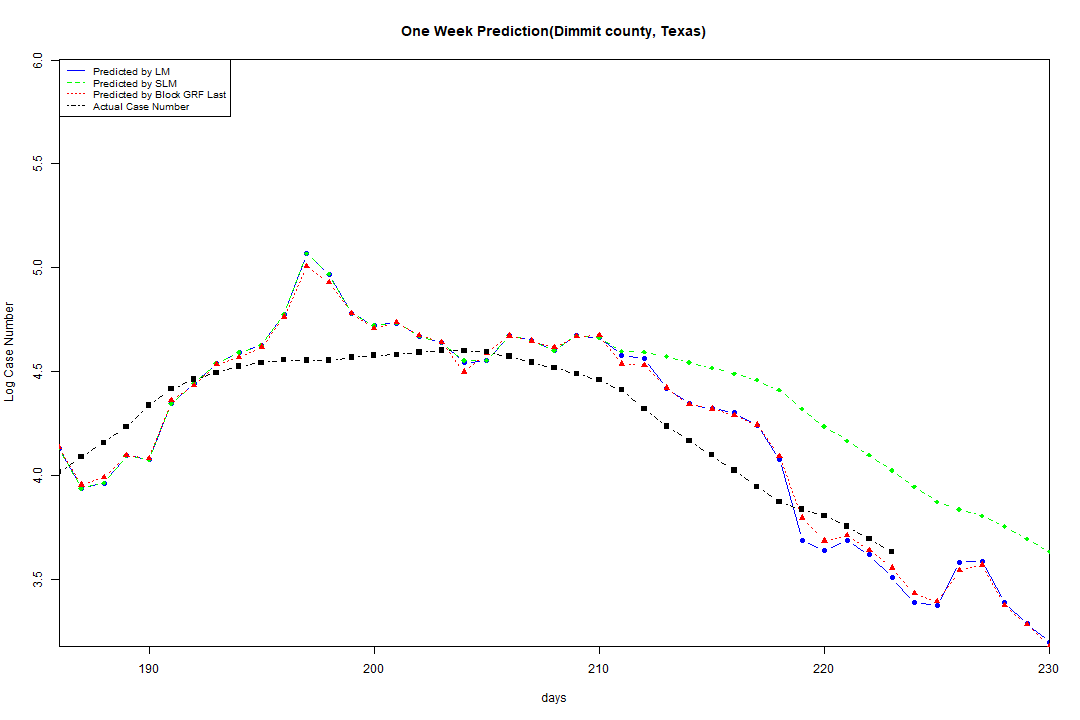 One Week Prediction(Dimmit county, Texas)
Predicted by LM
Predicted by SLM
Predicted by Block GRF Last
Actual Case Number
6.0
5.5
5.0
4.5
4.0
3.5
Log Case Number
190
200
210
220
230
days